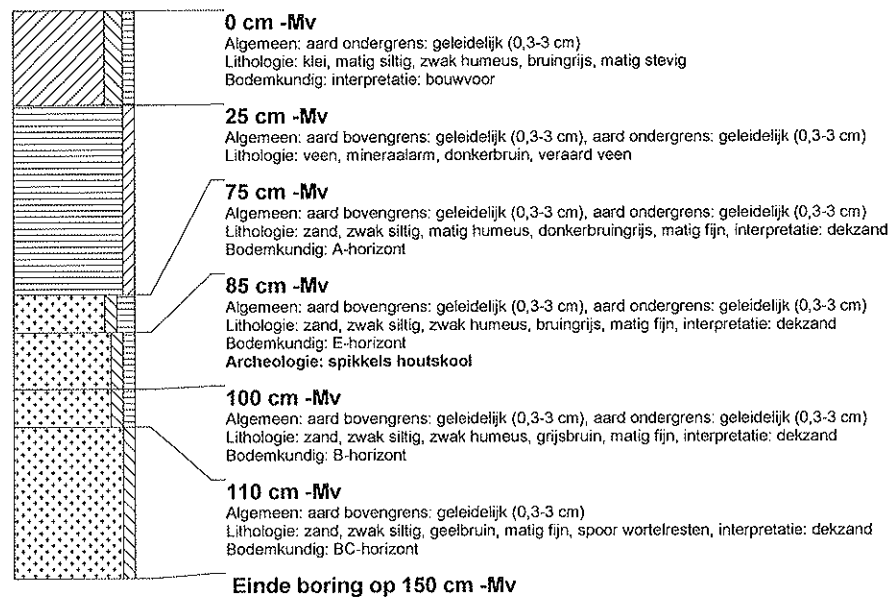 0 cm -Mv
Algemeen: aard ondergrens: geleidelijk (0,3-3 cm)
Lithologie: klei, matig siltig, zwak humeus, bruingrijs, matig stevig
Bodemkundig: interpretatie: bouwvoor
25 cm -Mv
Algemeen: aard bovengrens: geleidelijk (0,3-3 cm), aard ondergrens: geleidelijk (0,3-3 cm)
Lithologie: veen, mineraalarm, donkerbruin, veraard veen
75 cm -Mv
Algemeen: aard bovengrens: geleidelijk (0,3-3 cm), aard ondergrens: geleidelijk (0,3-3 cm)
Lithologie: zand, zwak siltig, matig humeus, donkerbruingrijs, matig fijn, interpretatie: dekzand
Bodemkundig: A-horizont
85 cm -Mv
Algemeen: aard bovengrens: geleidelijk (0,3-3 cm), aard ondergrens: geleidelijk (0,3-3 cm)
Lithologie: zand, zwak siltig, zwak humeus, bruingrijs, matig fijn, interpretatie: dekzand
Bodemkundig: E-horizont
Archeologie: spikkels houtskool
100 cm -Mv
Algemeen: aard bovengrens: geleidelijk (0,3-3 cm), aard ondergrens: geleidelijk (0,3-3 cm)
Lithologie: zand, zwak siltig, zwak humeus, grijsbruin, matig fijn, interpretatie: dekzand
Bodemkundig: B-horizont
110 cm -Mv
Algemeen: aard bovengrens: geleidelijk (0,3-3 cm)
Lithologie: zand, zwak siltig, geelbruin, matig fijn, spoor wortelresten, interpretatie: dekzand
Bodemkundig: BC-horizont
Einde boring op 150 cm -Mv